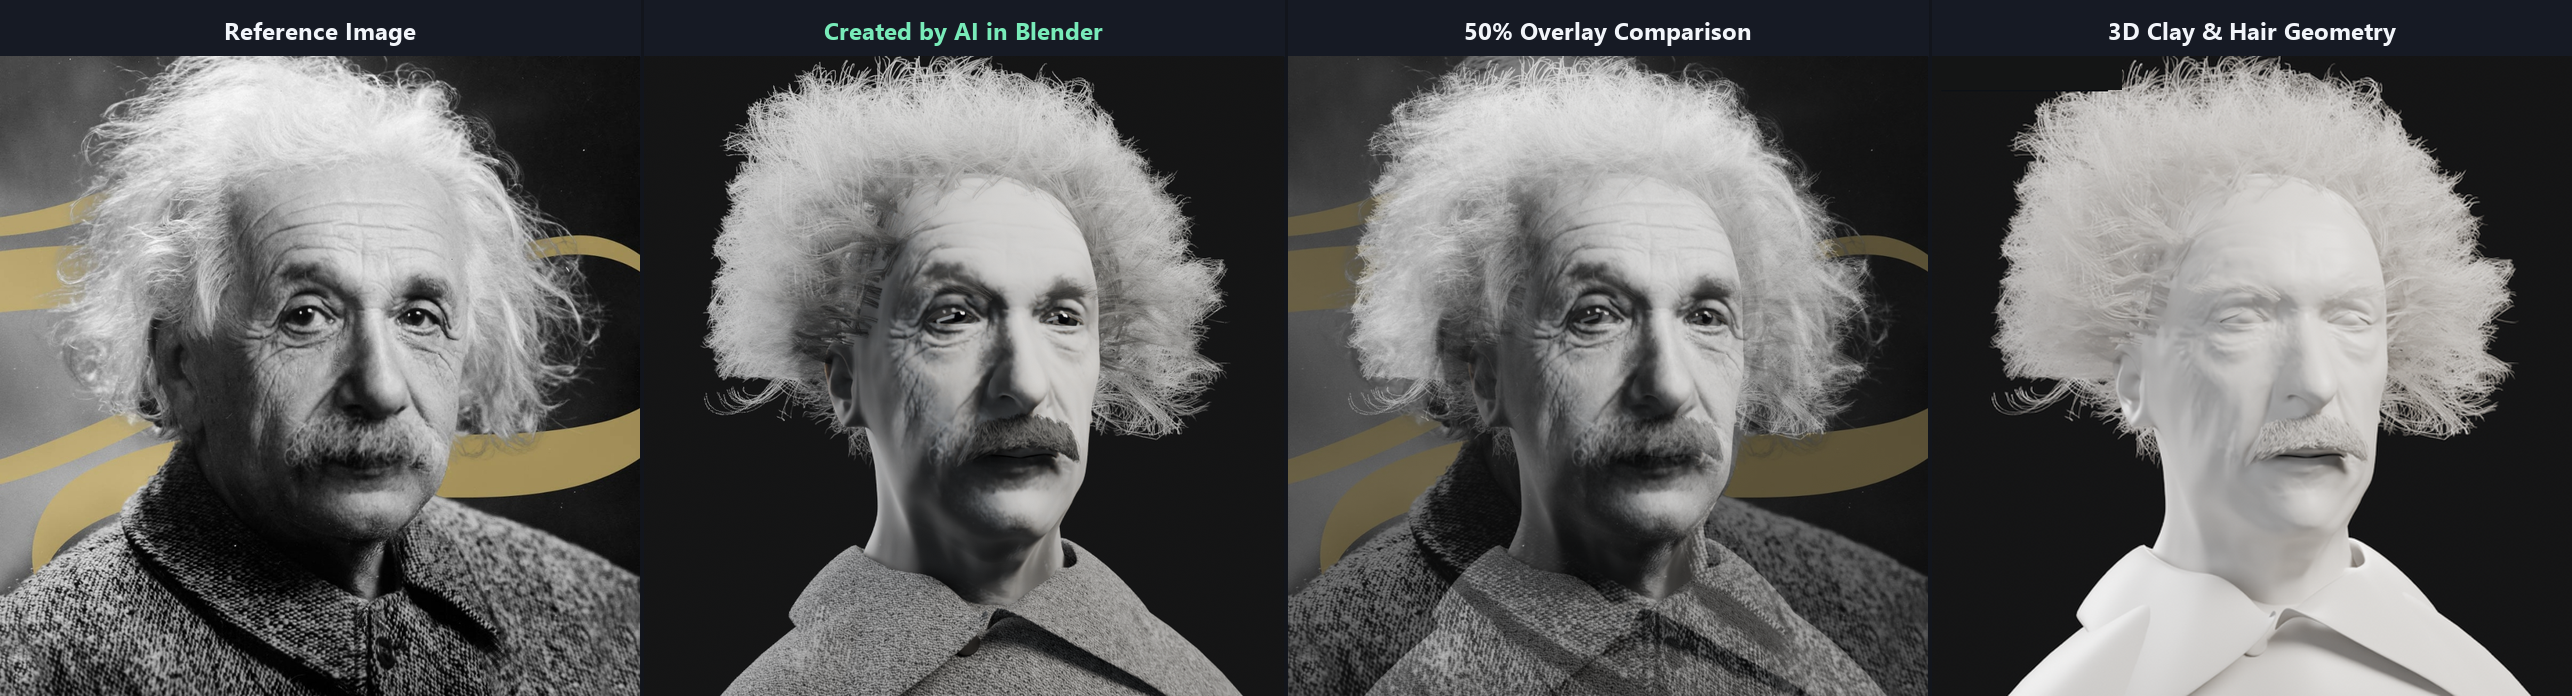 Reference Image
Created by AI in Blender
50% Overlay Comparison
3D Clay & Hair Geometry